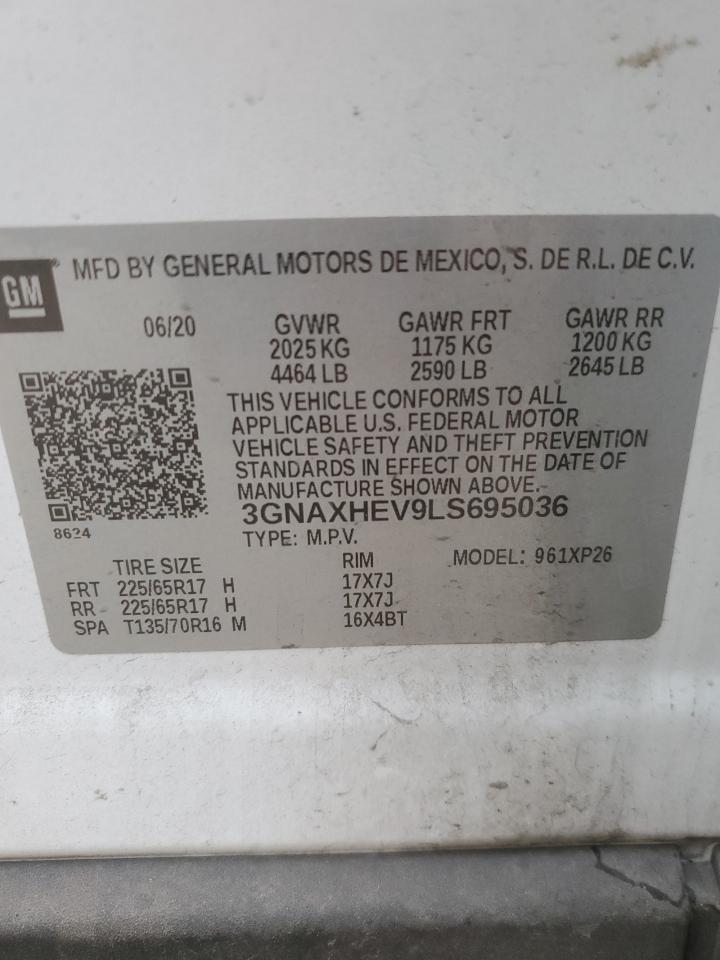 GM
MFD BY GENERAL MOTORS DE MEXICO, S. DE R.L. DE C.V.
06/20 GVWR GAWR FRT GAWR RR
2025 KG 1175 KG 1200 KG
4464 LB 2590 LB 2645 LB
THIS VEHICLE CONFORMS TO ALL
APPLICABLE U.S. FEDERAL MOTOR
VEHICLE SAFETY AND THEFT PREVENTION
STANDARDS IN EFFECT ON THE DATE OF
MANUFACTURE SHOWN ABOVE.
3GNAXHEV9LS695036
8624
TYPE: M.P.V.
TIRE SIZE RIM MODEL: 961XP26
FRT 225/65R17 H 17X7J
RR 225/65R17 H 17X7J
SPA T135/70R16 M 16X4BT